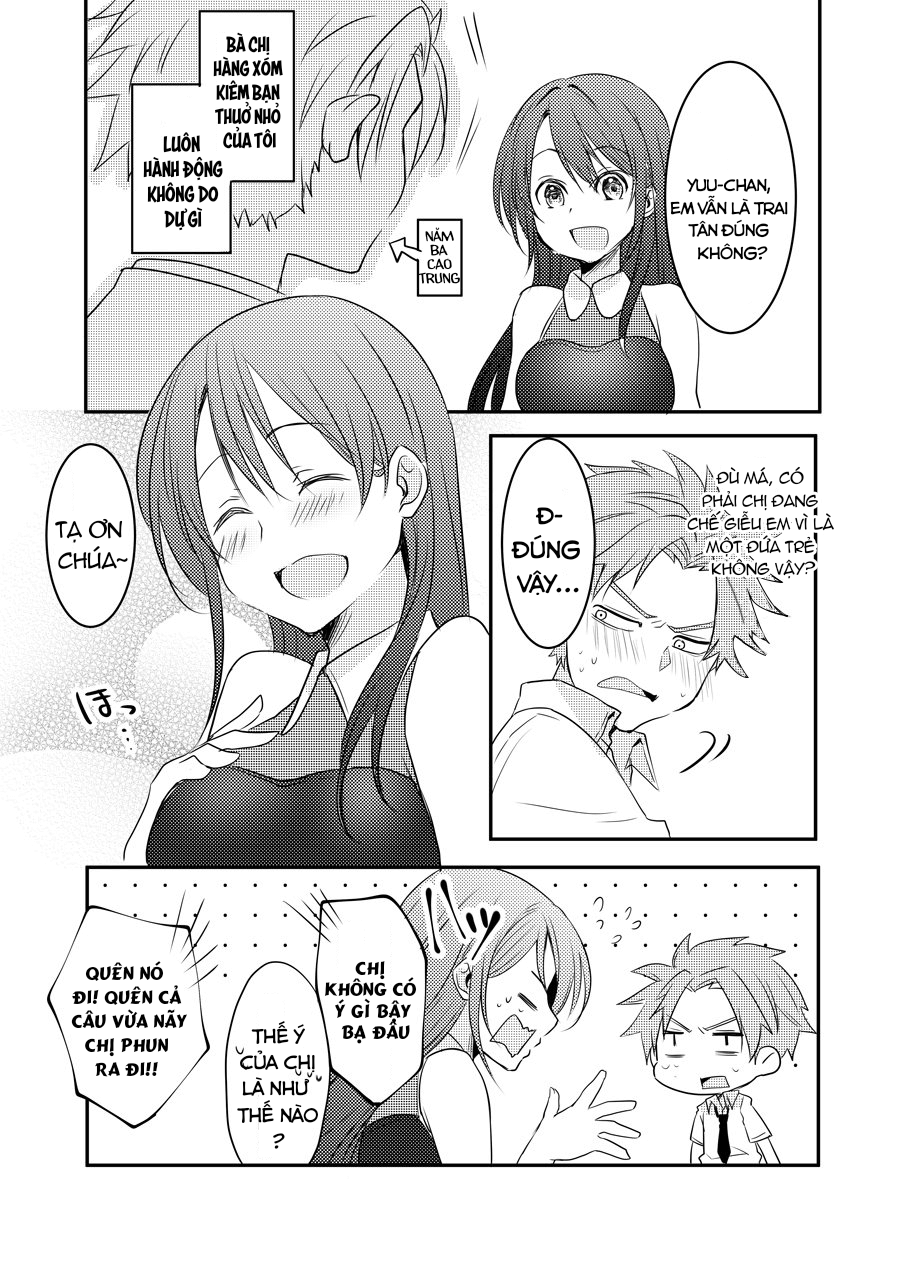 YUU-CHAN,
EM VẪN LÀ TRAI
TÂN ĐÚNG
KHÔNG?
BÀ CHỊ
HÀNG XÓM
KIÊM BẠN
THUỞ NHỎ
CỦA TÔI
LUÔN
HÀNH ĐỘNG
KHÔNG DO
DỰ GÌ
NĂM
BA
CAO
TRUNG
ĐÙ MÁ, CÓ
PHẢI CHỊ ĐANG
CHẾ GIỄU EM VÌ LÀ
MỘT ĐỨA TRẺ
KHÔNG VẬY?
Đ-
ĐÚNG
VẬY...
TẠ ƠN
CHÚA~
ほっ
バッ
CHỊ
KHÔNG CÓ
Ý GÌ BẬY
BẠ ĐÂU
THẾ Ý
CỦA CHỊ
LÀ NHƯ
THẾ NÀO
?
QUÊN NÓ
ĐI! QUÊN CẢ
CÂU VỪA NÃY
CHỊ PHUN
RA ĐI!!